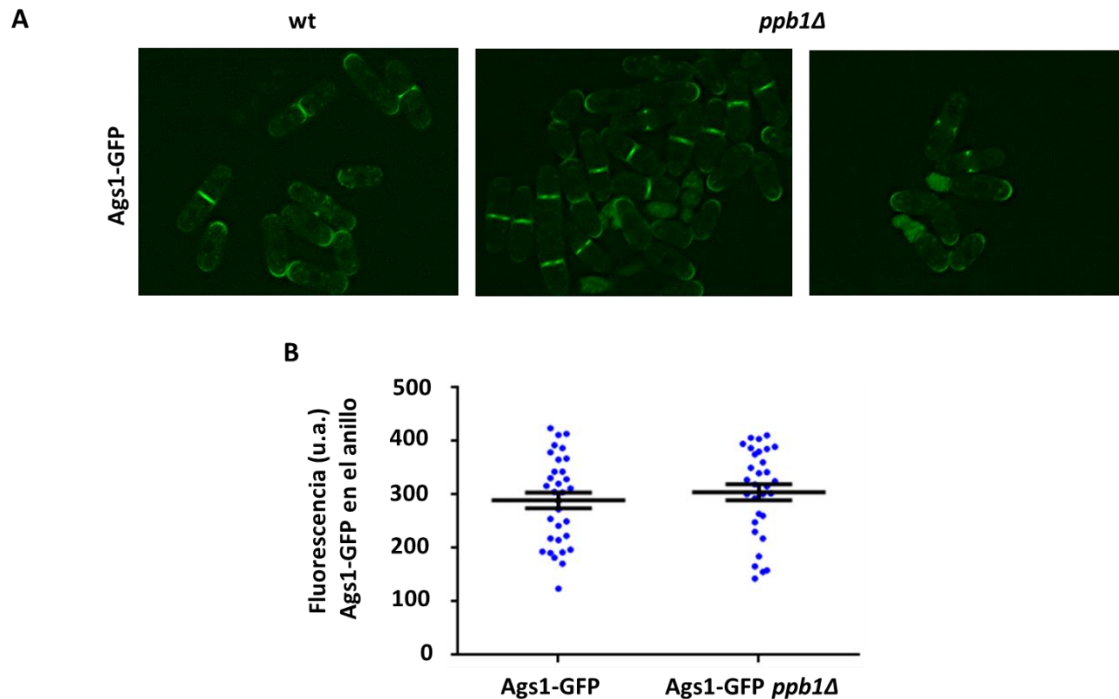 A
wt
ppb1Δ
Ags1-GFP
B
Fluorescencia (u.a.)
Ags1-GFP en el anillo
500
400
300
200
100
0
Ags1-GFP
Ags1-GFP ppb1Δ